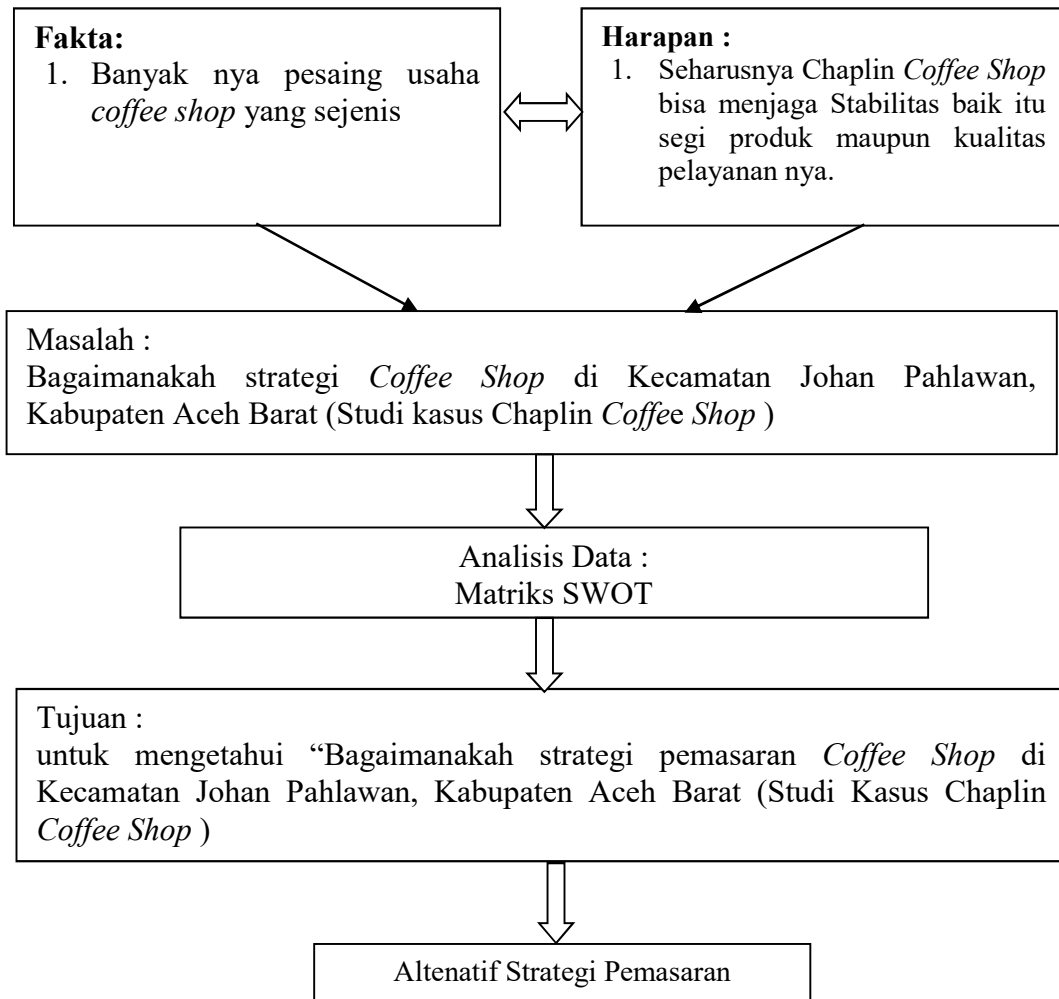 Fakta:
1. Banyak nya pesaing usaha
coffee shop yang sejenis
Harapan :
1. Seharusnya Chaplin Coffee Shop
bisa menjaga Stabilitas baik itu
segi produk maupun kualitas
pelayanan nya.
Masalah :
Bagaimanakah strategi Coffee Shop di Kecamatan Johan Pahlawan,
Kabupaten Aceh Barat (Studi kasus Chaplin Coffee Shop )
Analisis Data :
Matriks SWOT
Tujuan :
untuk mengetahui “Bagaimanakah strategi pemasaran Coffee Shop di
Kecamatan Johan Pahlawan, Kabupaten Aceh Barat (Studi Kasus Chaplin
Coffee Shop )
Altenatif Strategi Pemasaran